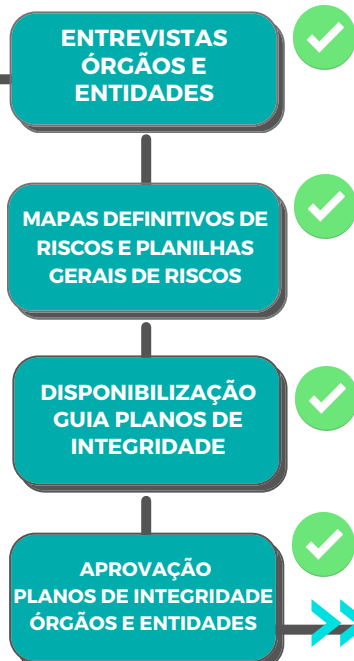 ENTREVISTAS
ÓRGÃOS E
ENTIDADES
MAPAS DEFINITIVOS DE
RISCOS E PLANILHAS
GERAIS DE RISCOS
DISPONIBILIZAÇÃO
GUIA PLANOS DE
INTEGRIDADE
APROVAÇÃO
PLANOS DE INTEGRIDADE
ÓRGÃOS E ENTIDADES